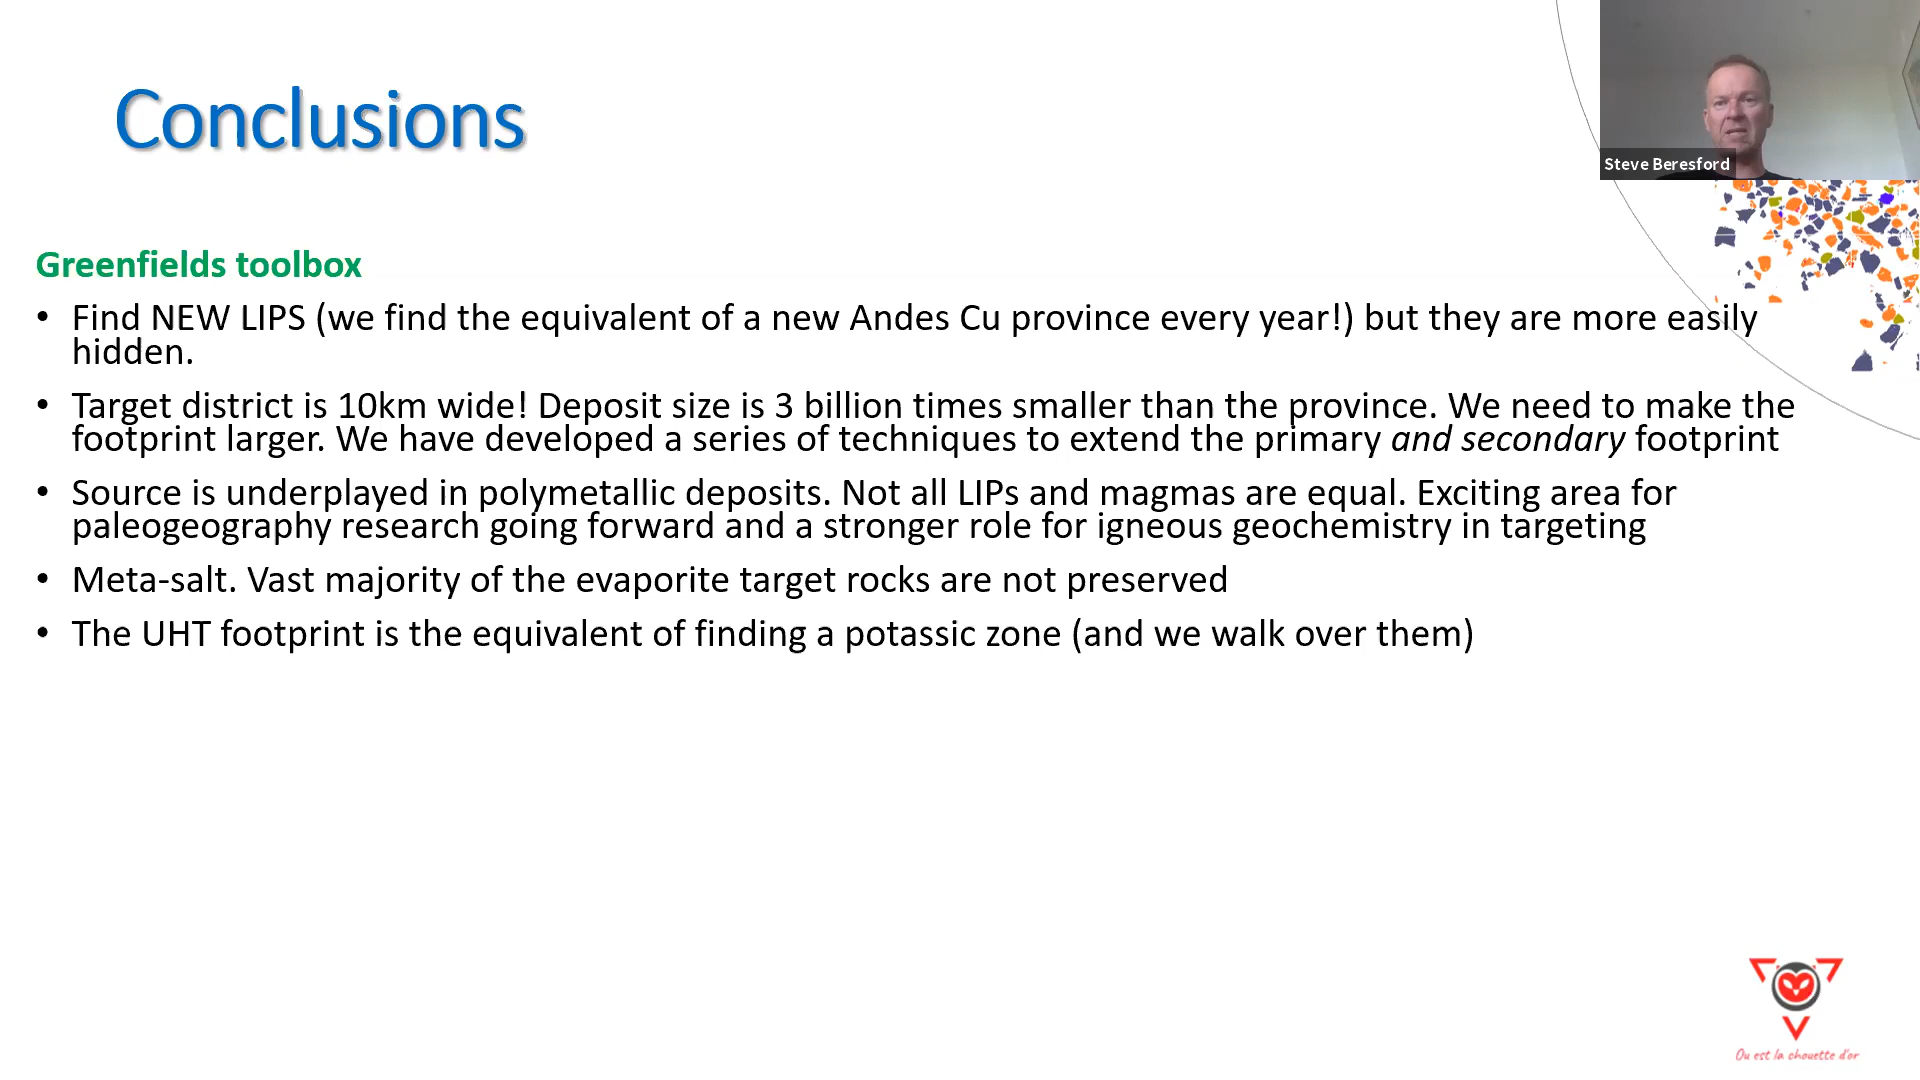 Conclusions
Steve Beresford
Greenfields toolbox
• Find NEW LIPS (we find the equivalent of a new Andes Cu province every year!) but they are more easily
hidden.
• Target district is 10km wide! Deposit size is 3 billion times smaller than the province. We need to make the
footprint larger. We have developed a series of techniques to extend the primary and secondary footprint
• Source is underplayed in polymetallic deposits. Not all LIPs and magmas are equal. Exciting area for
paleogeography research going forward and a stronger role for igneous geochemistry in targeting
• Meta-salt. Vast majority of the evaporite target rocks are not preserved
• The UHT footprint is the equivalent of finding a potassic zone (and we walk over them)
Ou est la chouette d'or